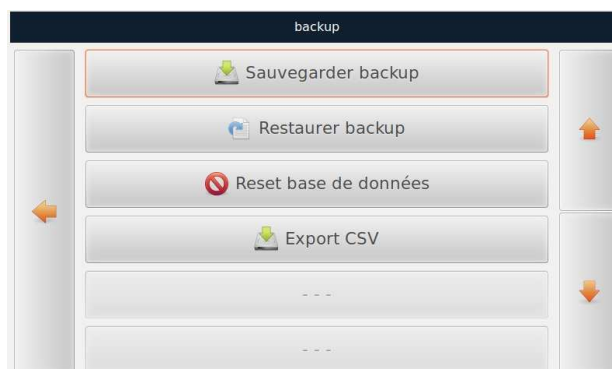 backup
Sauvegarder backup
Restaurer backup
Reset base de données
Export CSV
- - -
- - -